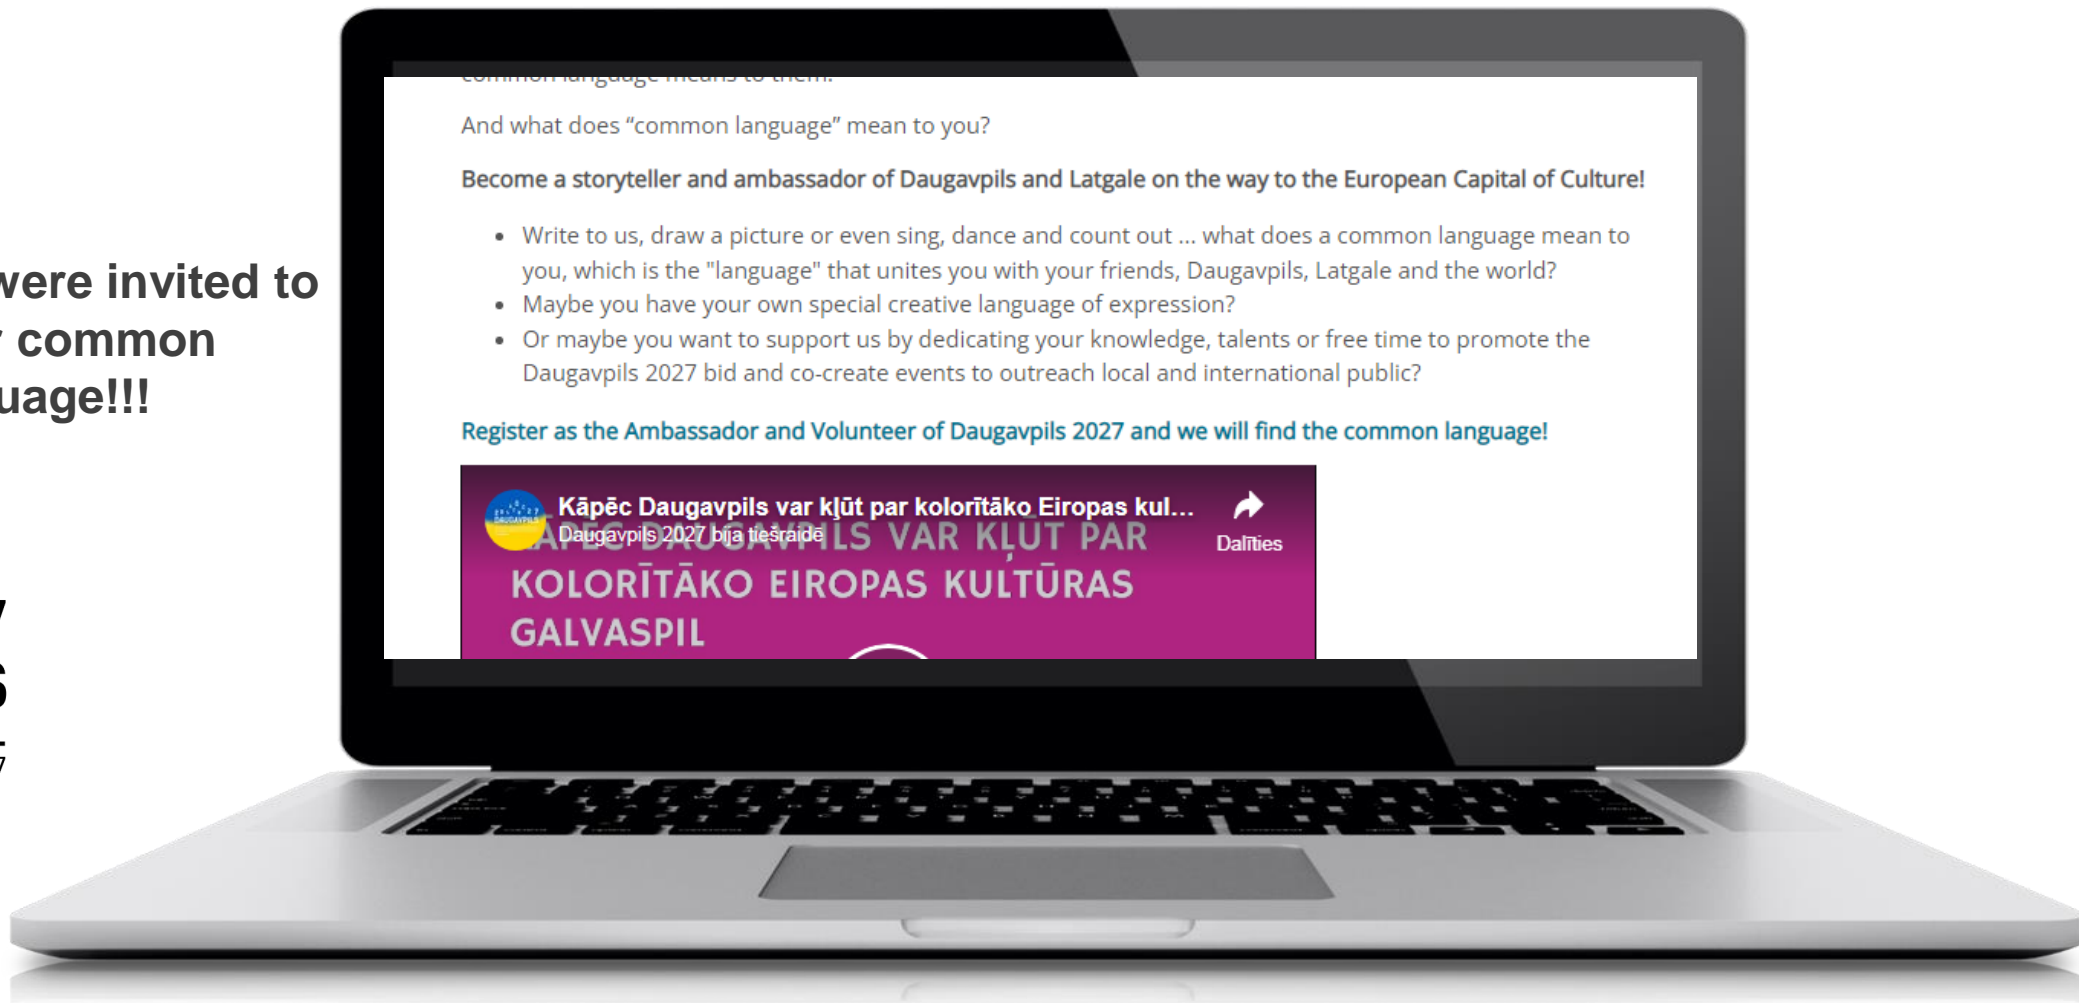 were invited to
common
uage!!!
And what does “common language” mean to you?
Become a storyteller and ambassador of Daugavpils and Latgale on the way to the European Capital of Culture!
• Write to us, draw a picture or even sing, dance and count out ... what does a common language mean to
you, which is the "language" that unites you with your friends, Daugavpils, Latgale and the world?
• Maybe you have your own special creative language of expression?
• Or maybe you want to support us by dedicating your knowledge, talents or free time to promote the
Daugavpils 2027 bid and co-create events to outreach local and international public?
Register as the Ambassador and Volunteer of Daugavpils 2027 and we will find the common language!
Kāpēc Daugavpils var kļūt par kolorītāko Eiropas kul...
Daugavpils 2027 bija tiešraidē
Dalīties
KĀPĒC DAUGAVPILS VAR KĻŪT PAR
KOLORĪTĀKO EIROPAS KULTŪRAS
GALVASPIL